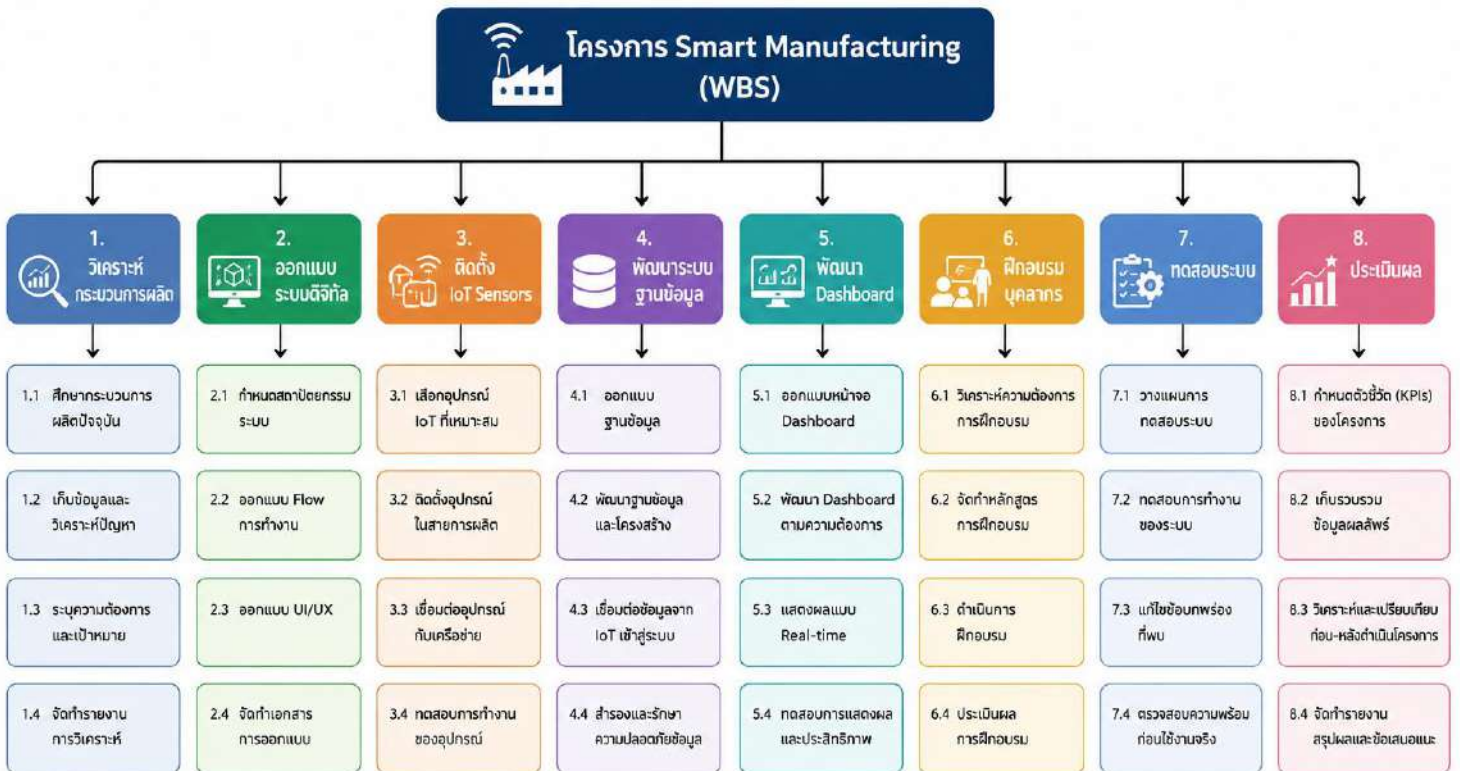 โครงการ Smart Manufacturing
(WBS)
1.
วิเคราะห์
กระบวนการผลิต
2.
ออกแบบ
ระบบดิจิทัล
3.
ติดตั้ง
IoT Sensors
4.
พัฒนาระบบ
ฐานข้อมูล
5.
พัฒนา
Dashboard
6.
ฝึกอบรม
บุคลากร
7.
ทดสอบระบบ
8.
ประเมินผล
1.1 ศึกษากระบวนการ
ผลิตปัจจุบัน
2.1 กำหนดสถาปัตยกรรม
ระบบ
3.1 เลือกอุปกรณ์
IoT ที่เหมาะสม
4.1 ออกแบบ
ฐานข้อมูล
5.1 ออกแบบหน้าจอ
Dashboard
6.1 วิเคราะห์ความต้องการ
การฝึกอบรม
7.1 วางแผนการ
ทดสอบระบบ
8.1 กำหนดตัวชี้วัด (KPIs)
ของโครงการ
1.2 เก็บข้อมูลและ
วิเคราะห์ปัญหา
2.2 ออกแบบ Flow
การทำงาน
3.2 ติดตั้งอุปกรณ์
ในสายการผลิต
4.2 พัฒนาฐานข้อมูล
และโครงสร้าง
5.2 พัฒนา Dashboard
ตามความต้องการ
6.2 จัดทำหลักสูตร
การฝึกอบรม
7.2 ทดสอบการทำงาน
ของระบบ
8.2 เก็บรวบรวม
ข้อมูลผลลัพธ์
1.3 ระบุความต้องการ
และเป้าหมาย
2.3 ออกแบบ UI/UX
3.3 เชื่อมต่ออุปกรณ์
กับเครือข่าย
4.3 เชื่อมต่อข้อมูลจาก
IoT เข้าสู่ระบบ
5.3 แสดงผลแบบ
Real-time
6.3 ดำเนินการ
ฝึกอบรม
7.3 แก้ไขข้อบกพร่อง
ที่พบ
8.3 วิเคราะห์และเปรียบเทียบ
ก่อน-หลังดำเนินโครงการ
1.4 จัดทำรายงาน
การวิเคราะห์
2.4 จัดทำเอกสาร
การออกแบบ
3.4 ทดสอบการทำงาน
ของอุปกรณ์
4.4 สำรองและรักษา
ความปลอดภัยข้อมูล
5.4 ทดสอบการแสดงผล
และประสิทธิภาพ
6.4 ประเมินผล
การฝึกอบรม
7.4 ตรวจสอบความพร้อม
ก่อนใช้งานจริง
8.4 จัดทำรายงาน
สรุปผลและข้อเสนอแนะ